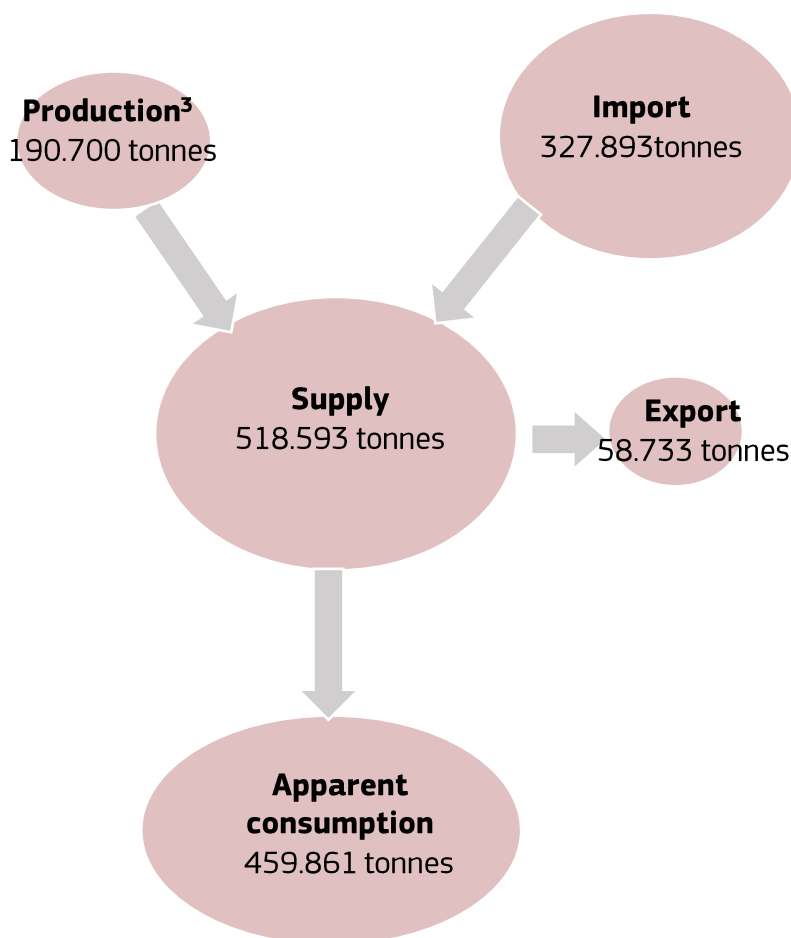 Production³
190.700 tonnes
Import
327.893tonnes
Supply
518.593 tonnes
Export
58.733 tonnes
Apparent
consumption
459.861 tonnes